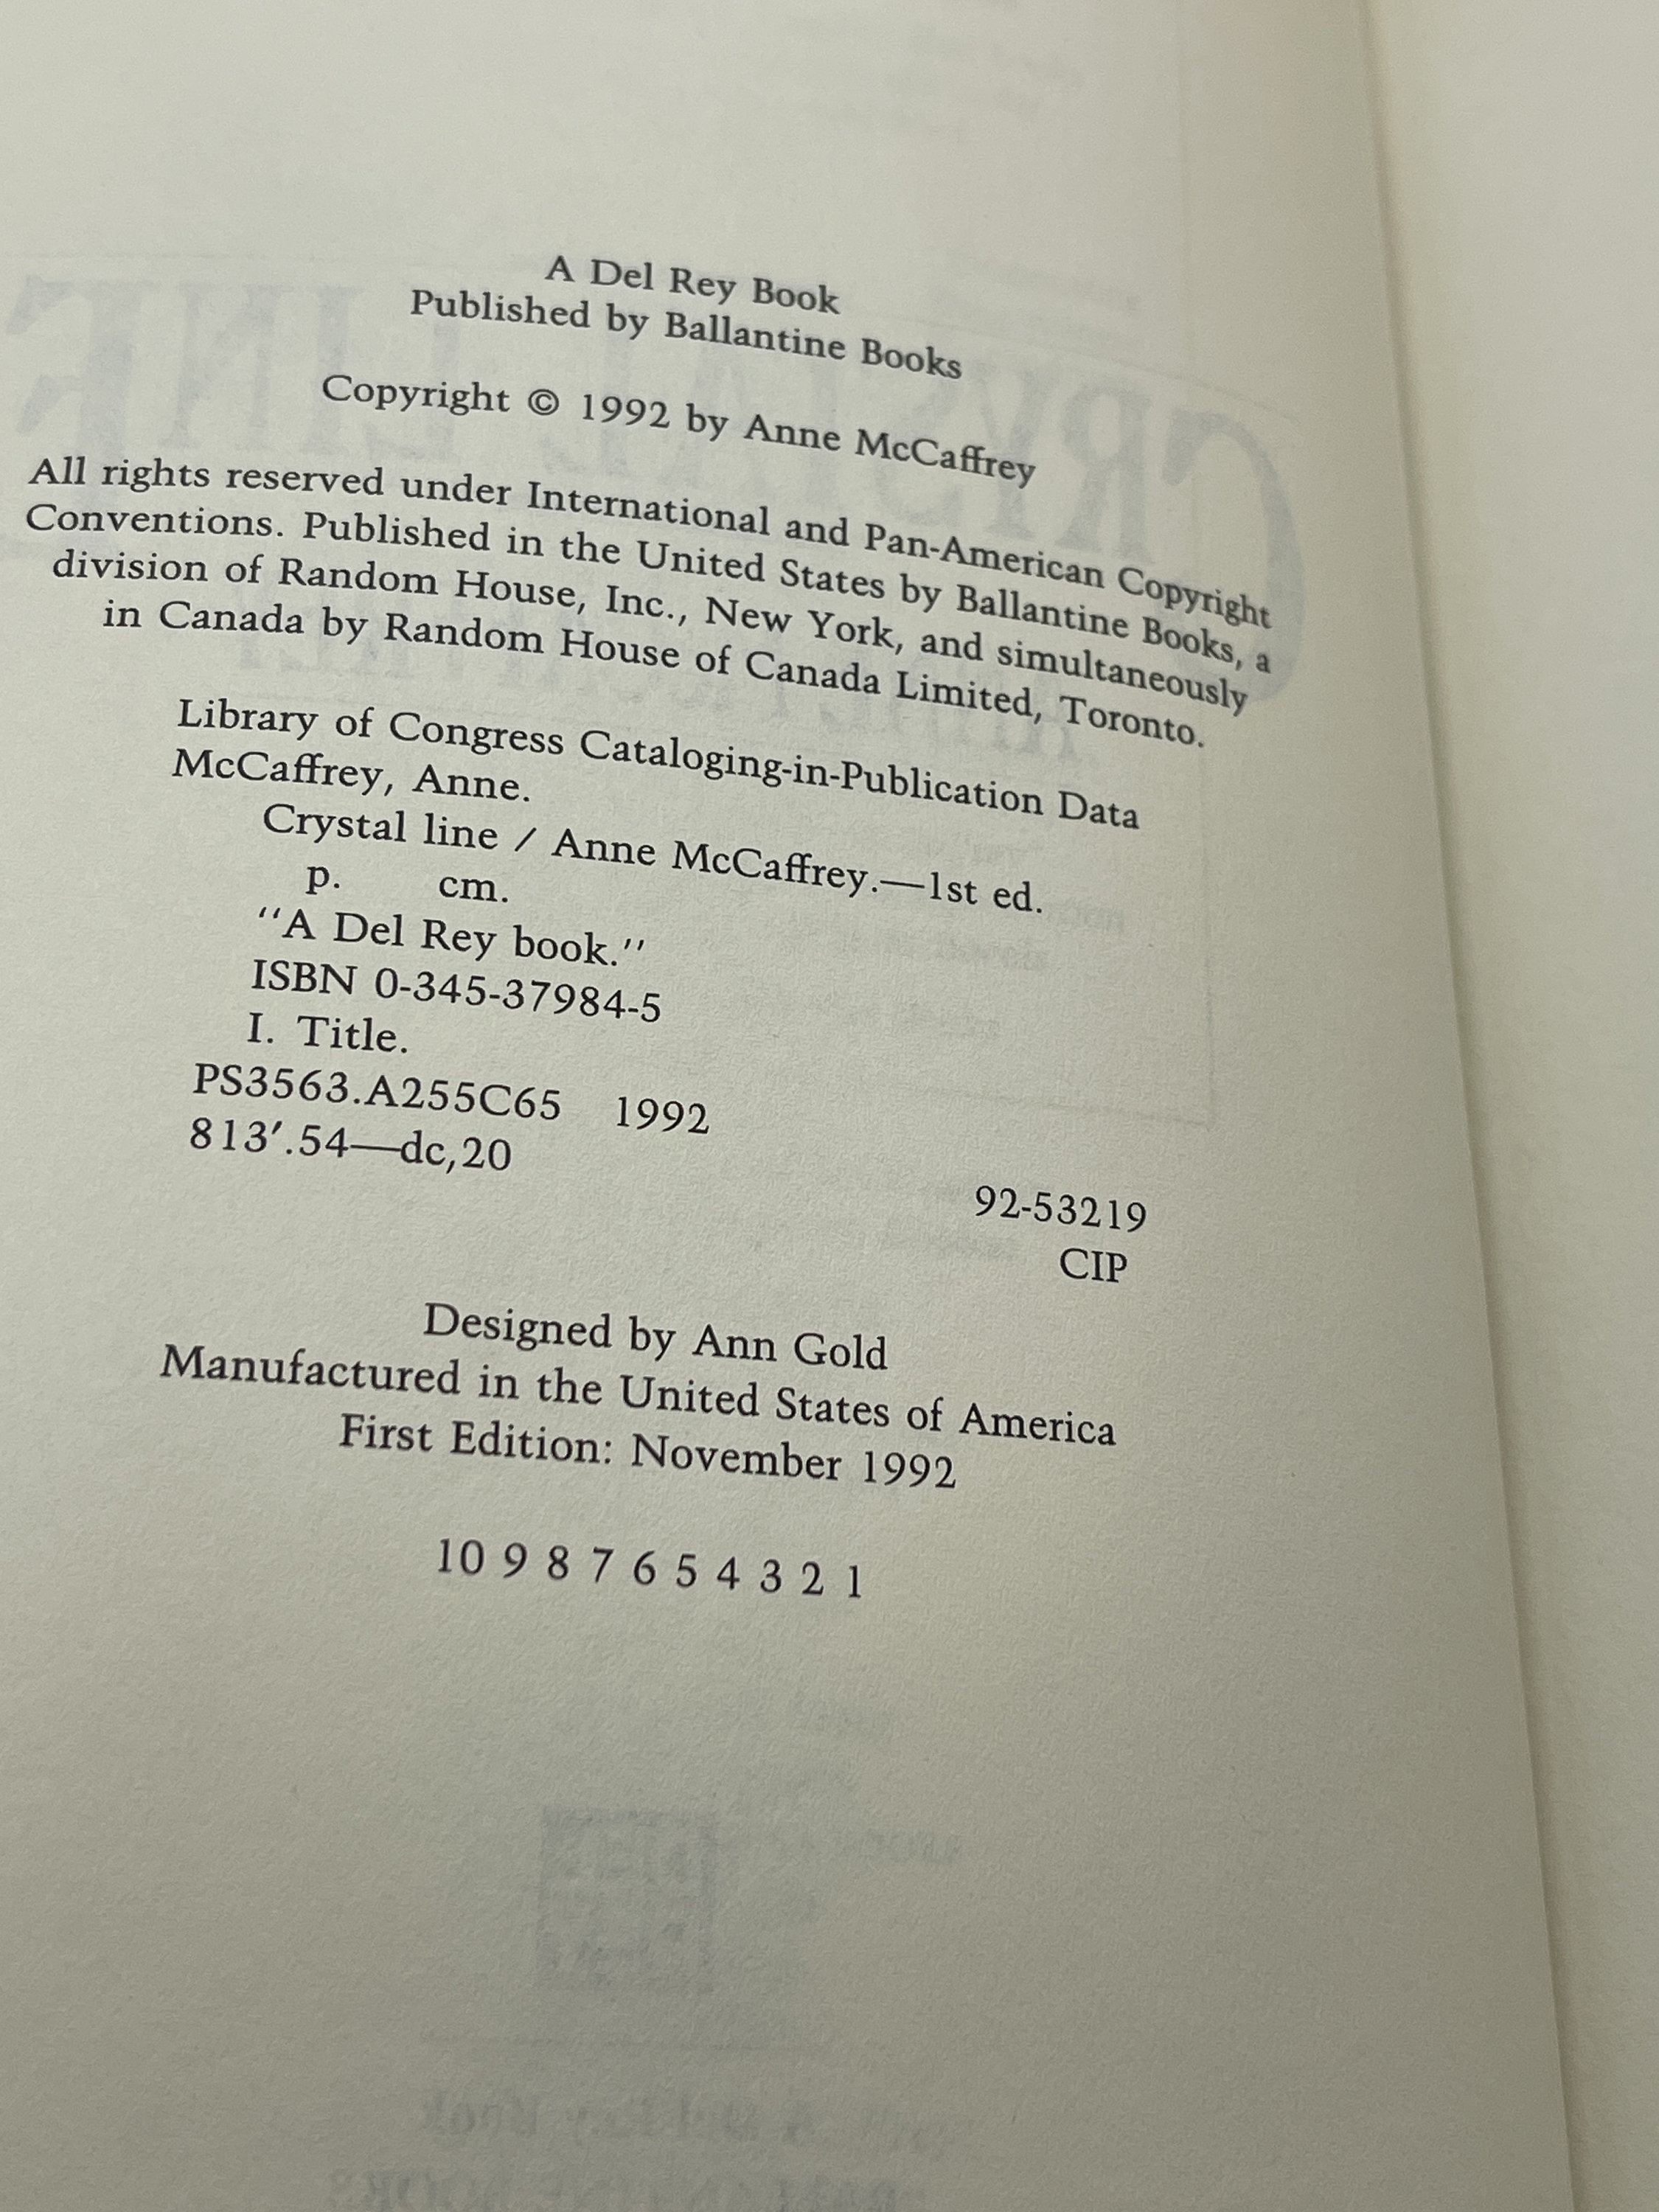 A Del Rey Book
Published by Ballantine Books
Copyright © 1992 by Anne McCaffrey
All rights reserved under International and Pan-American Copyright
Conventions. Published in the United States by Ballantine Books, a
division of Random House, Inc., New York, and simultaneously
in Canada by Random House of Canada Limited, Toronto.
Library of Congress Cataloging-in-Publication Data
McCaffrey, Anne.
Crystal line / Anne McCaffrey.—1st ed.
p. cm.
"A Del Rey book."
ISBN 0-345-37984-5
I. Title.
PS3563.A255C65 1992
813'.54—dc,20
92-53219
CIP
Designed by Ann Gold
Manufactured in the United States of America
First Edition: November 1992
10 9 8 7 6 5 4 3 2 1